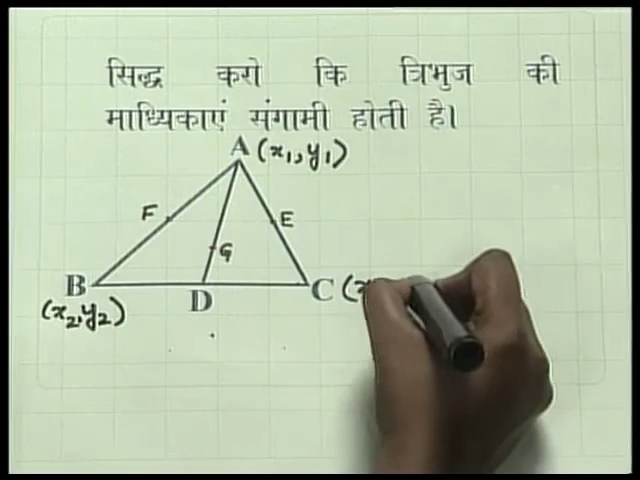 सिद्ध करो कि त्रिभुज की
माध्यिकाएं संगामी होती है।
A (x₁, y₁)
F
E
G
B
D
C (x
(x₂, y₂)